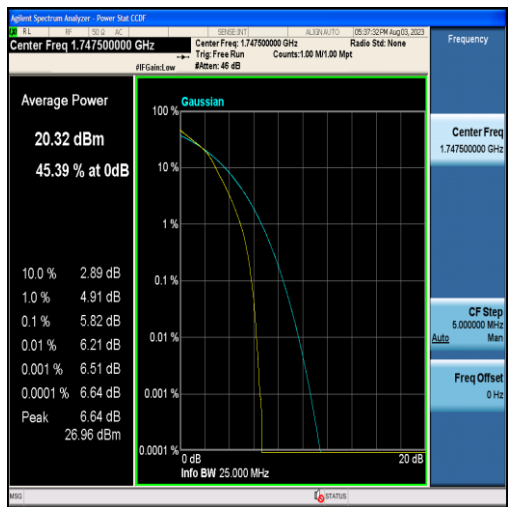 Agilent Spectrum Analyzer - Power Stat CCDF
RL RF 50 Ω AC SENSE:INT ALIGN AUTO 05:37:32PM Aug 03, 2023
Center Freq 1.747500000 GHz
Center Freq: 1.747500000 GHz Radio Std: None
Trig: Free Run Counts:1.00 M/1.00 Mpt
#IFGain:Low #Atten: 46 dB
Frequency
Average Power
20.32 dBm
45.39 % at 0dB
10.0 % 2.89 dB
1.0 % 4.91 dB
0.1 % 5.82 dB
0.01 % 6.21 dB
0.001 % 6.51 dB
0.0001 % 6.64 dB
Peak 6.64 dB
26.96 dBm
Gaussian
100 %
10 %
1 %
0.1 %
0.01 %
0.001 %
0.0001 %
0 dB 20 dB
Info BW 25.000 MHz
Center Freq
1.747500000 GHz
CF Step
5.000000 MHz
Auto Man
Freq Offset
0 Hz
MSG STATUS